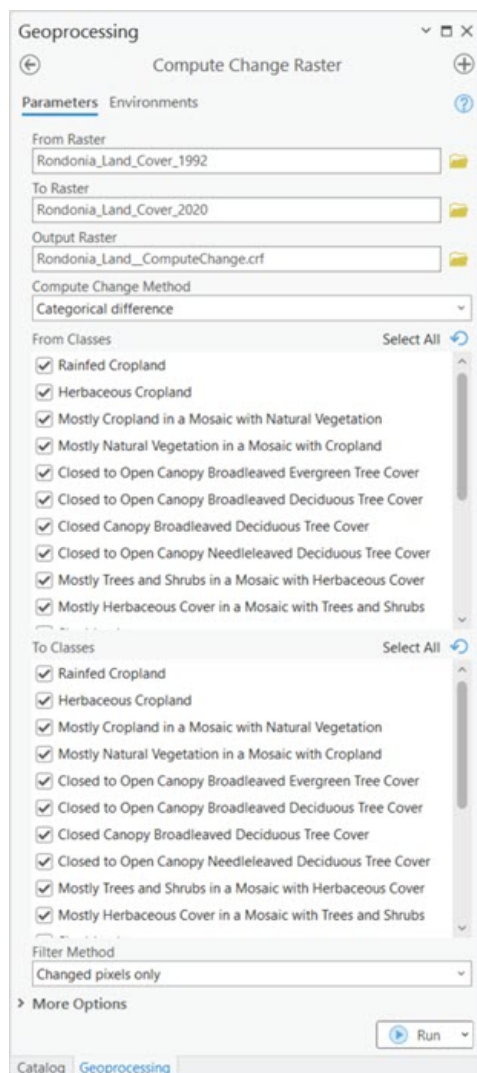 Geoprocessing
Compute Change Raster
Parameters Environments
From Raster
Rondonia_Land_Cover_1992
To Raster
Rondonia_Land_Cover_2020
Output Raster
Rondonia_Land__ComputeChange.crf
Compute Change Method
Categorical difference
From Classes Select All
Rainfed Cropland
Herbaceous Cropland
Mostly Cropland in a Mosaic with Natural Vegetation
Mostly Natural Vegetation in a Mosaic with Cropland
Closed to Open Canopy Broadleaved Evergreen Tree Cover
Closed to Open Canopy Broadleaved Deciduous Tree Cover
Closed Canopy Broadleaved Deciduous Tree Cover
Closed to Open Canopy Needleleaved Deciduous Tree Cover
Mostly Trees and Shrubs in a Mosaic with Herbaceous Cover
Mostly Herbaceous Cover in a Mosaic with Trees and Shrubs
To Classes Select All
Rainfed Cropland
Herbaceous Cropland
Mostly Cropland in a Mosaic with Natural Vegetation
Mostly Natural Vegetation in a Mosaic with Cropland
Closed to Open Canopy Broadleaved Evergreen Tree Cover
Closed to Open Canopy Broadleaved Deciduous Tree Cover
Closed Canopy Broadleaved Deciduous Tree Cover
Closed to Open Canopy Needleleaved Deciduous Tree Cover
Mostly Trees and Shrubs in a Mosaic with Herbaceous Cover
Mostly Herbaceous Cover in a Mosaic with Trees and Shrubs
Filter Method
Changed pixels only
More Options
Run
Catalog Geoprocessing